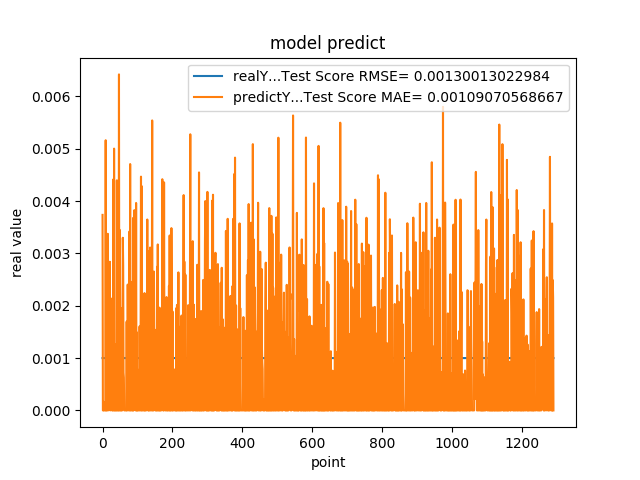 model predict
realY...Test Score RMSE= 0.00130013022984
predictY...Test Score MAE= 0.00109070568667
0.006
0.005
0.004
0.003
0.002
0.001
0.000
real value
0 200 400 600 800 1000 1200
point